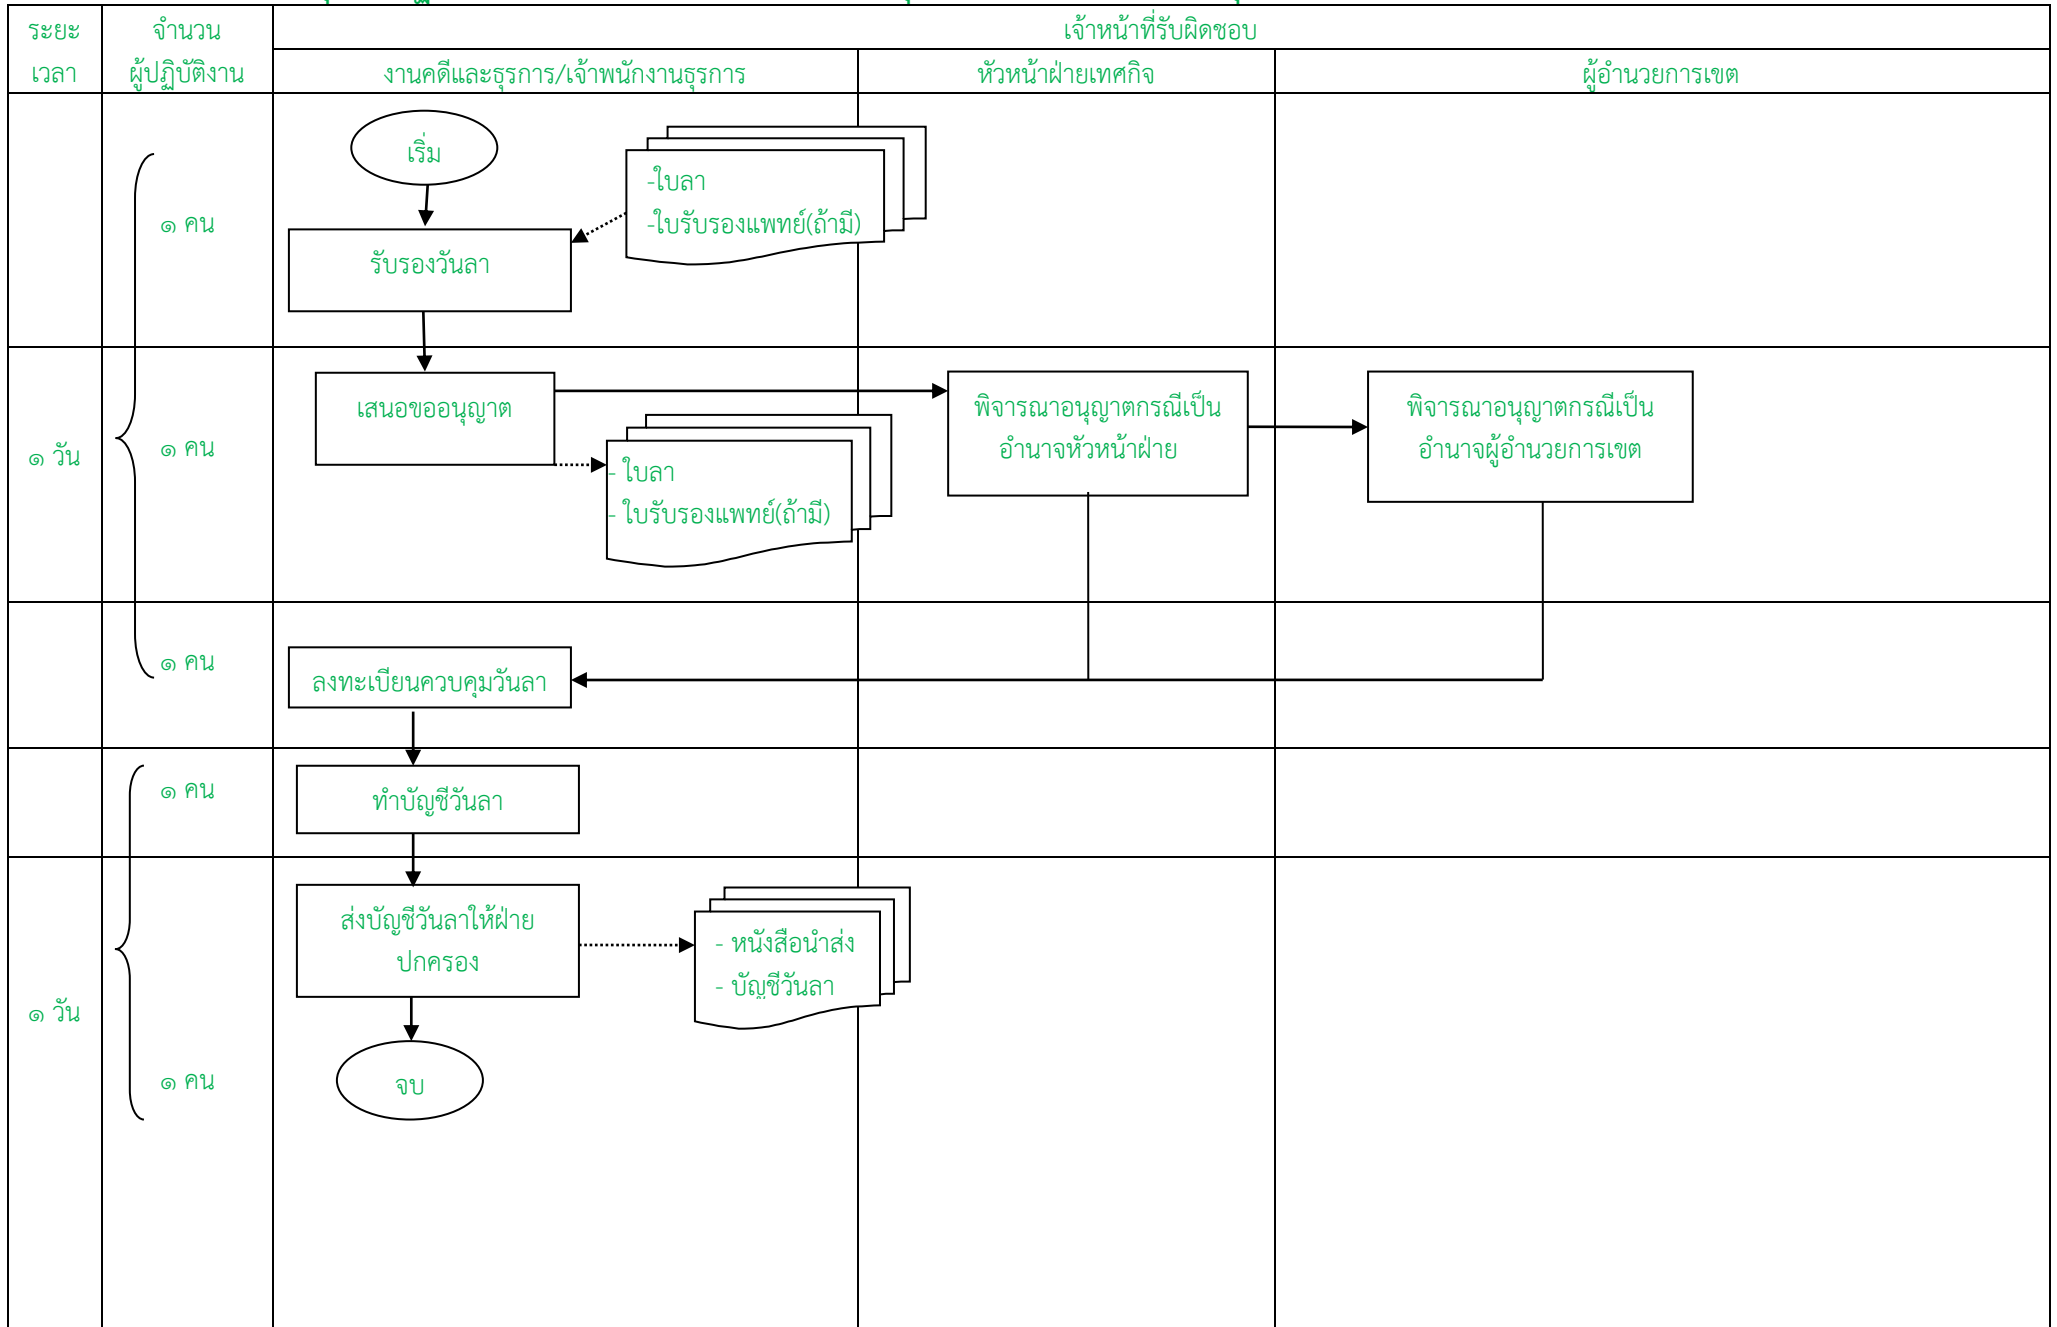 ระยะ
เวลา
จำนวน
ผู้ปฏิบัติงาน
เจ้าหน้าที่รับผิดชอบ
งานคดีและธุรการ/เจ้าพนักงานธุรการ
หัวหน้าฝ่ายเทศกิจ
ผู้อำนวยการเขต
เริ่ม
-ใบลา
-ใบรับรองแพทย์(ถ้ามี)
๑ คน
รับรองวันลา
๑ วัน
๑ คน
เสนอขออนุญาต
พิจารณาอนุญาตกรณีเป็น
อำนาจหัวหน้าฝ่าย
พิจารณาอนุญาตกรณีเป็น
อำนาจผู้อำนวยการเขต
- ใบลา
- ใบรับรองแพทย์(ถ้ามี)
๑ คน
ลงทะเบียนควบคุมวันลา
๑ คน
ทำบัญชีวันลา
ส่งบัญชีวันลาให้ฝ่าย
ปกครอง
- หนังสือนำส่ง
- บัญชีวันลา
๑ วัน
๑ คน
จบ